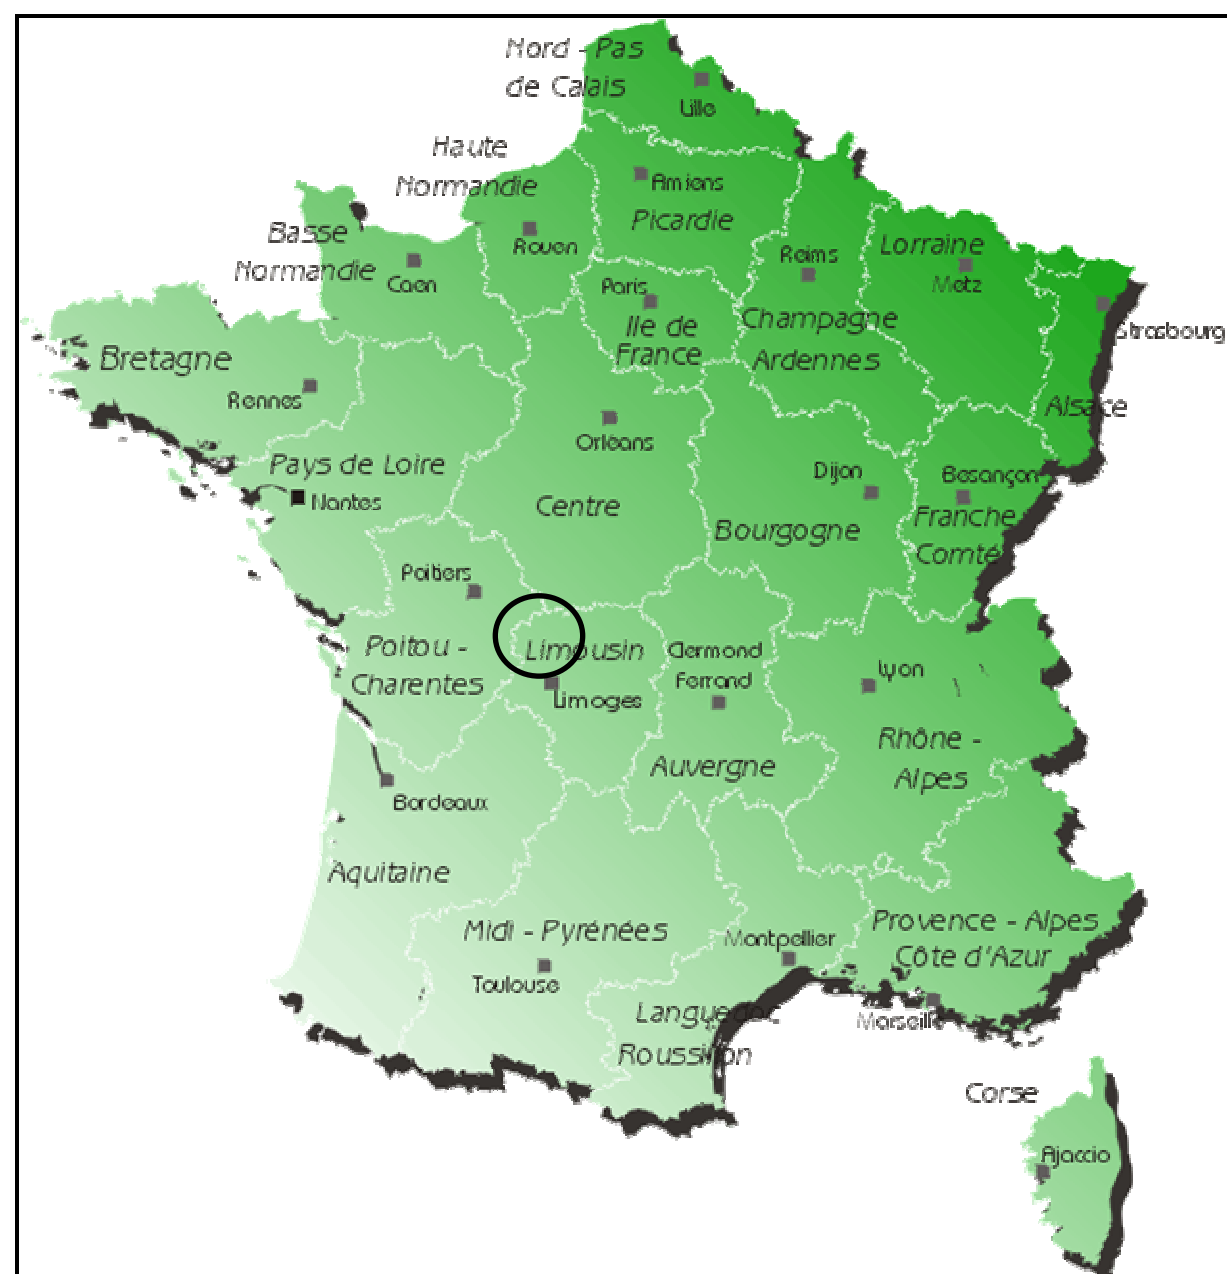 Nord - Pas
de Calais
Lille
Haute
Normandie
Amiens
Picardie
Basse
Normandie
Rouen
Caen
Reims
Lorraine
Metz
Paris
Ile de
France
Champagne
Ardennes
Strasbourg
Alsace
Bretagne
Rennes
Orléans
Pays de Loire
Nantes
Centre
Dijon
Bourgogne
Besançon
Franche
Comté
Poitiers
Poitou -
Charentes
Limousin
Limoges
Clermond
Ferrand
Auvergne
Lyon
Rhône -
Alpes
Bordeaux
Aquitaine
Midi - Pyrénées
Toulouse
Montpellier
Languedoc
Roussillon
Provence - Alpes
Côte d'Azur
Marseille
Corse
Ajaccio